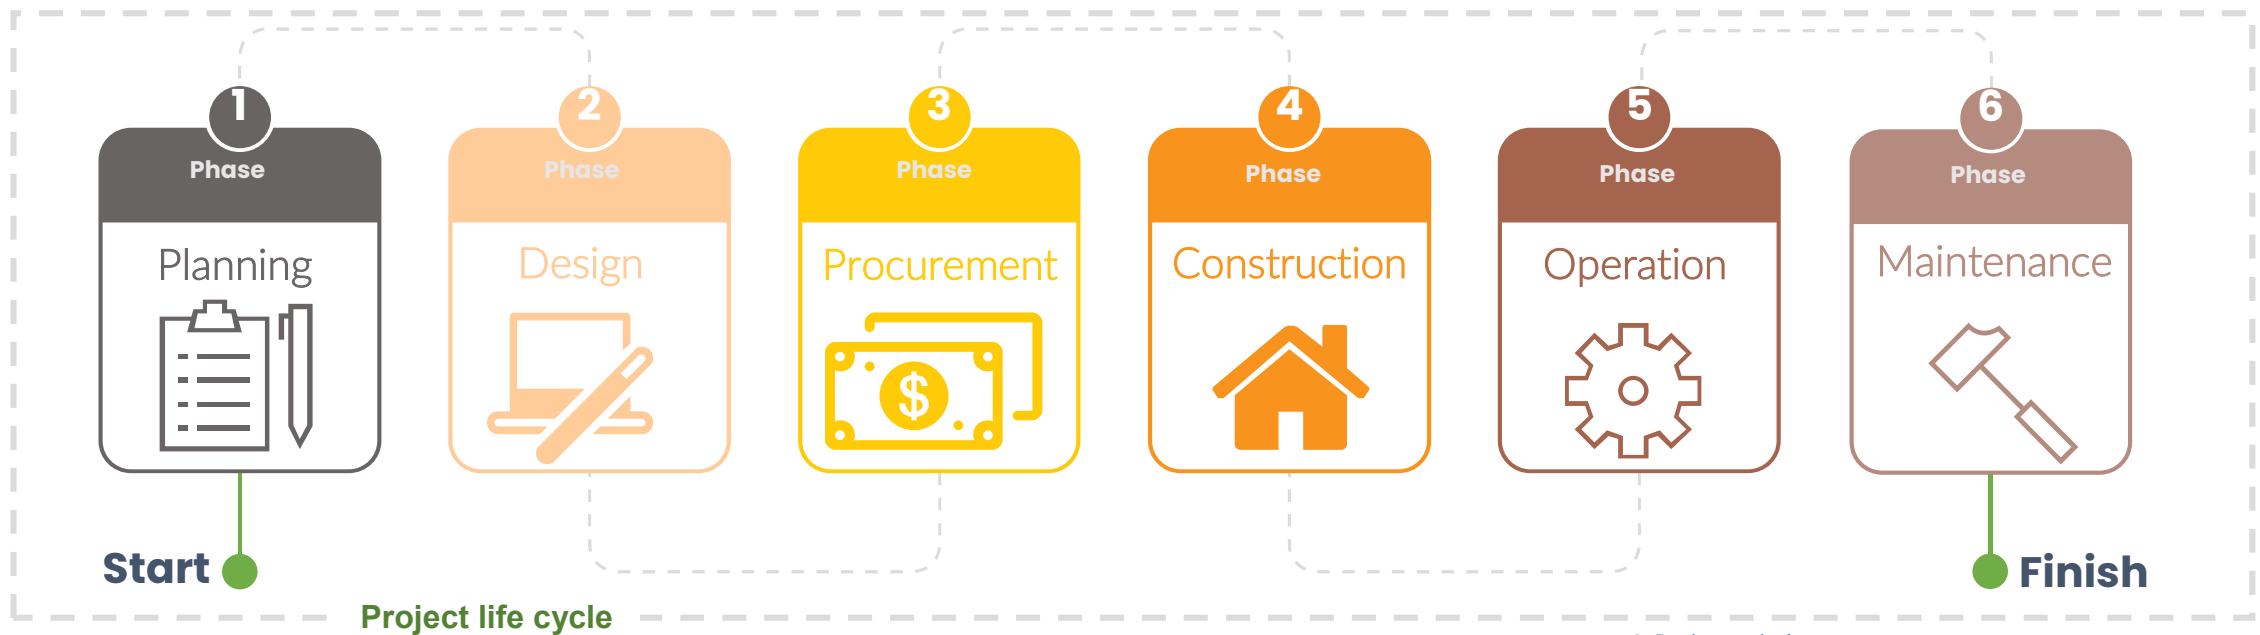 1
Phase
Planning
2
Phase
Design
3
Phase
Procurement
$
4
Phase
Construction
5
Phase
Operation
6
Phase
Maintenance
Start
Finish
Project life cycle